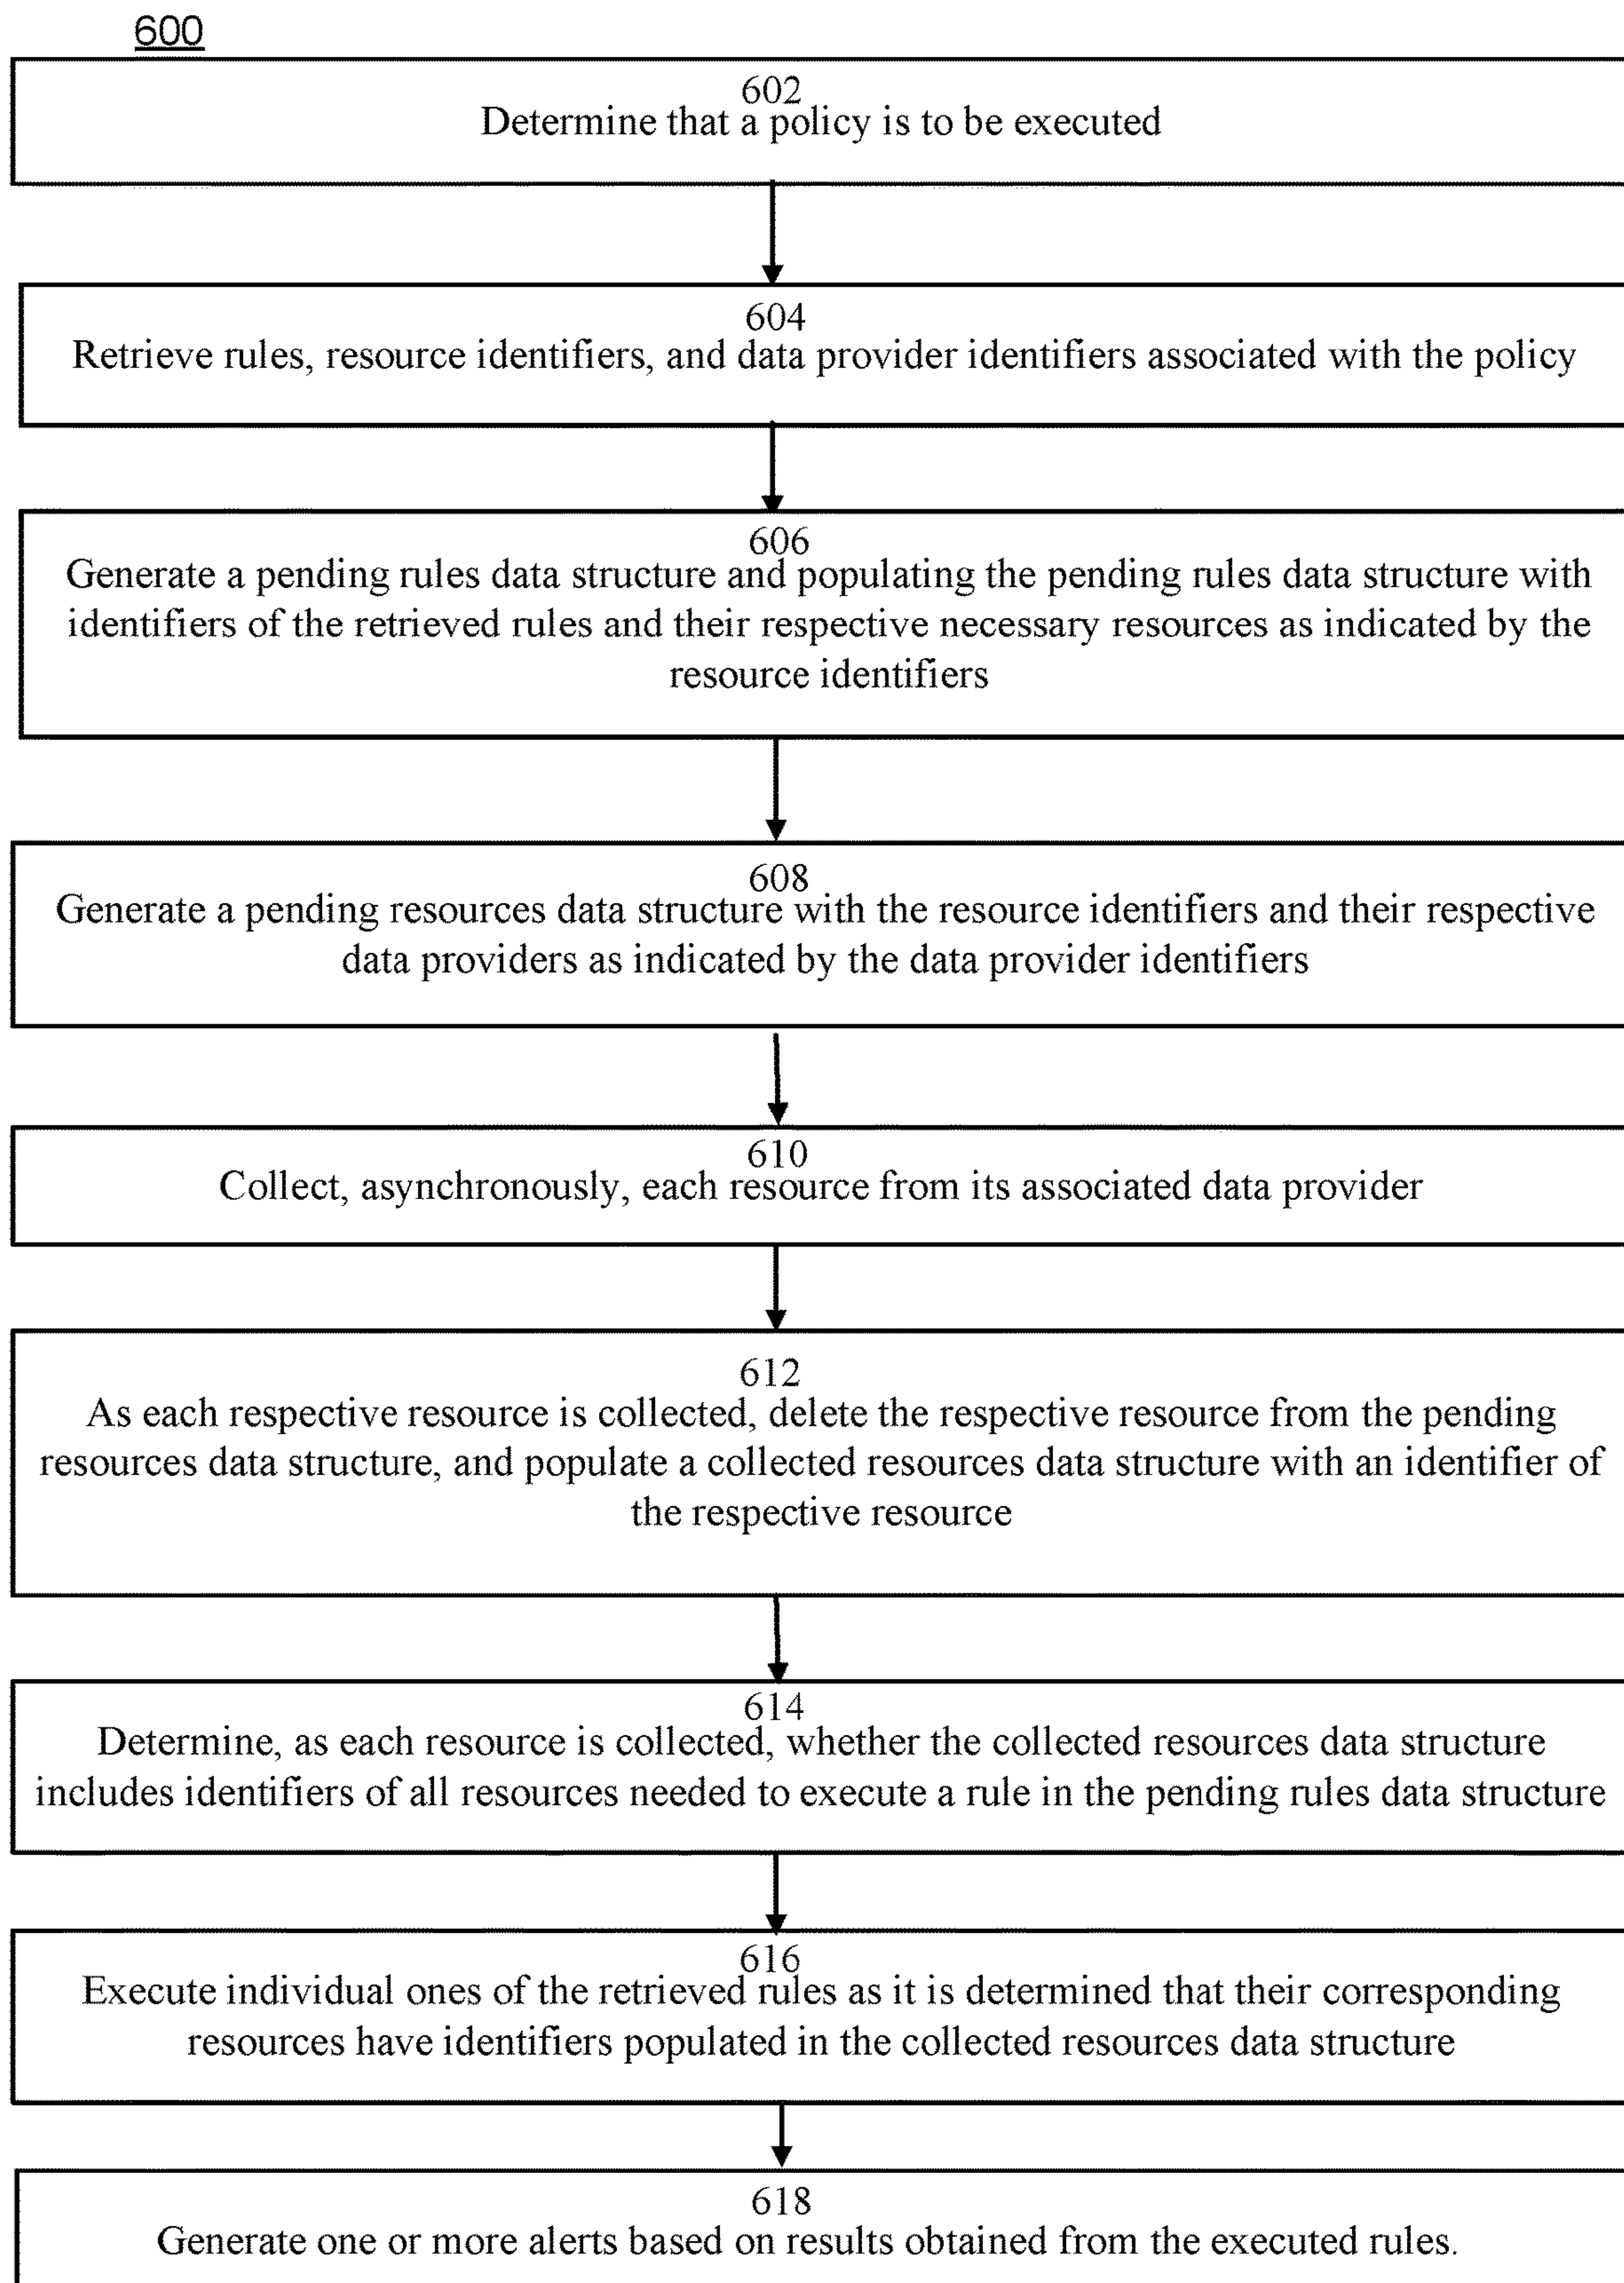 600
602
Determine that a policy is to be executed
604
Retrieve rules, resource identifiers, and data provider identifiers associated with the policy
606
Generate a pending rules data structure and populating the pending rules data structure with
identifiers of the retrieved rules and their respective necessary resources as indicated by the
resource identifiers
608
Generate a pending resources data structure with the resource identifiers and their respective
data providers as indicated by the data provider identifiers
610
Collect, asynchronously, each resource from its associated data provider
612
As each respective resource is collected, delete the respective resource from the pending
resources data structure, and populate a collected resources data structure with an identifier of
the respective resource
614
Determine, as each resource is collected, whether the collected resources data structure
includes identifiers of all resources needed to execute a rule in the pending rules data structure
616
Execute individual ones of the retrieved rules as it is determined that their corresponding
resources have identifiers populated in the collected resources data structure
618
Generate one or more alerts based on results obtained from the executed rules.